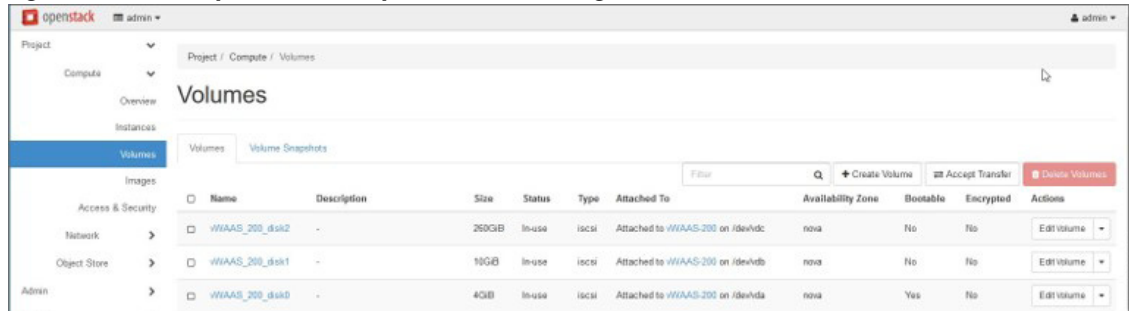 openstack admin admin
Project
Project / Compute / Volumes
Compute
Volumes
Overview
Instances
Volumes Volume Snapshots
Volumes
Filter + Create Volume Accept Transfer Delete Volumes
Images
Name Description Size Status Type Attached To Availability Zone Bootable Encrypted Actions
Access & Security
vWAAS_200_disk2 - 260GiB In-use iscsi Attached to vWAAS-200 on /dev/vdc nova No No Edit Volume
Network
vWAAS_200_disk1 - 10GiB In-use iscsi Attached to vWAAS-200 on /dev/vdb nova No No Edit Volume
Object Store
Admin
vWAAS_200_disk0 - 4GiB In-use iscsi Attached to vWAAS-200 on /dev/vda nova Yes No Edit Volume